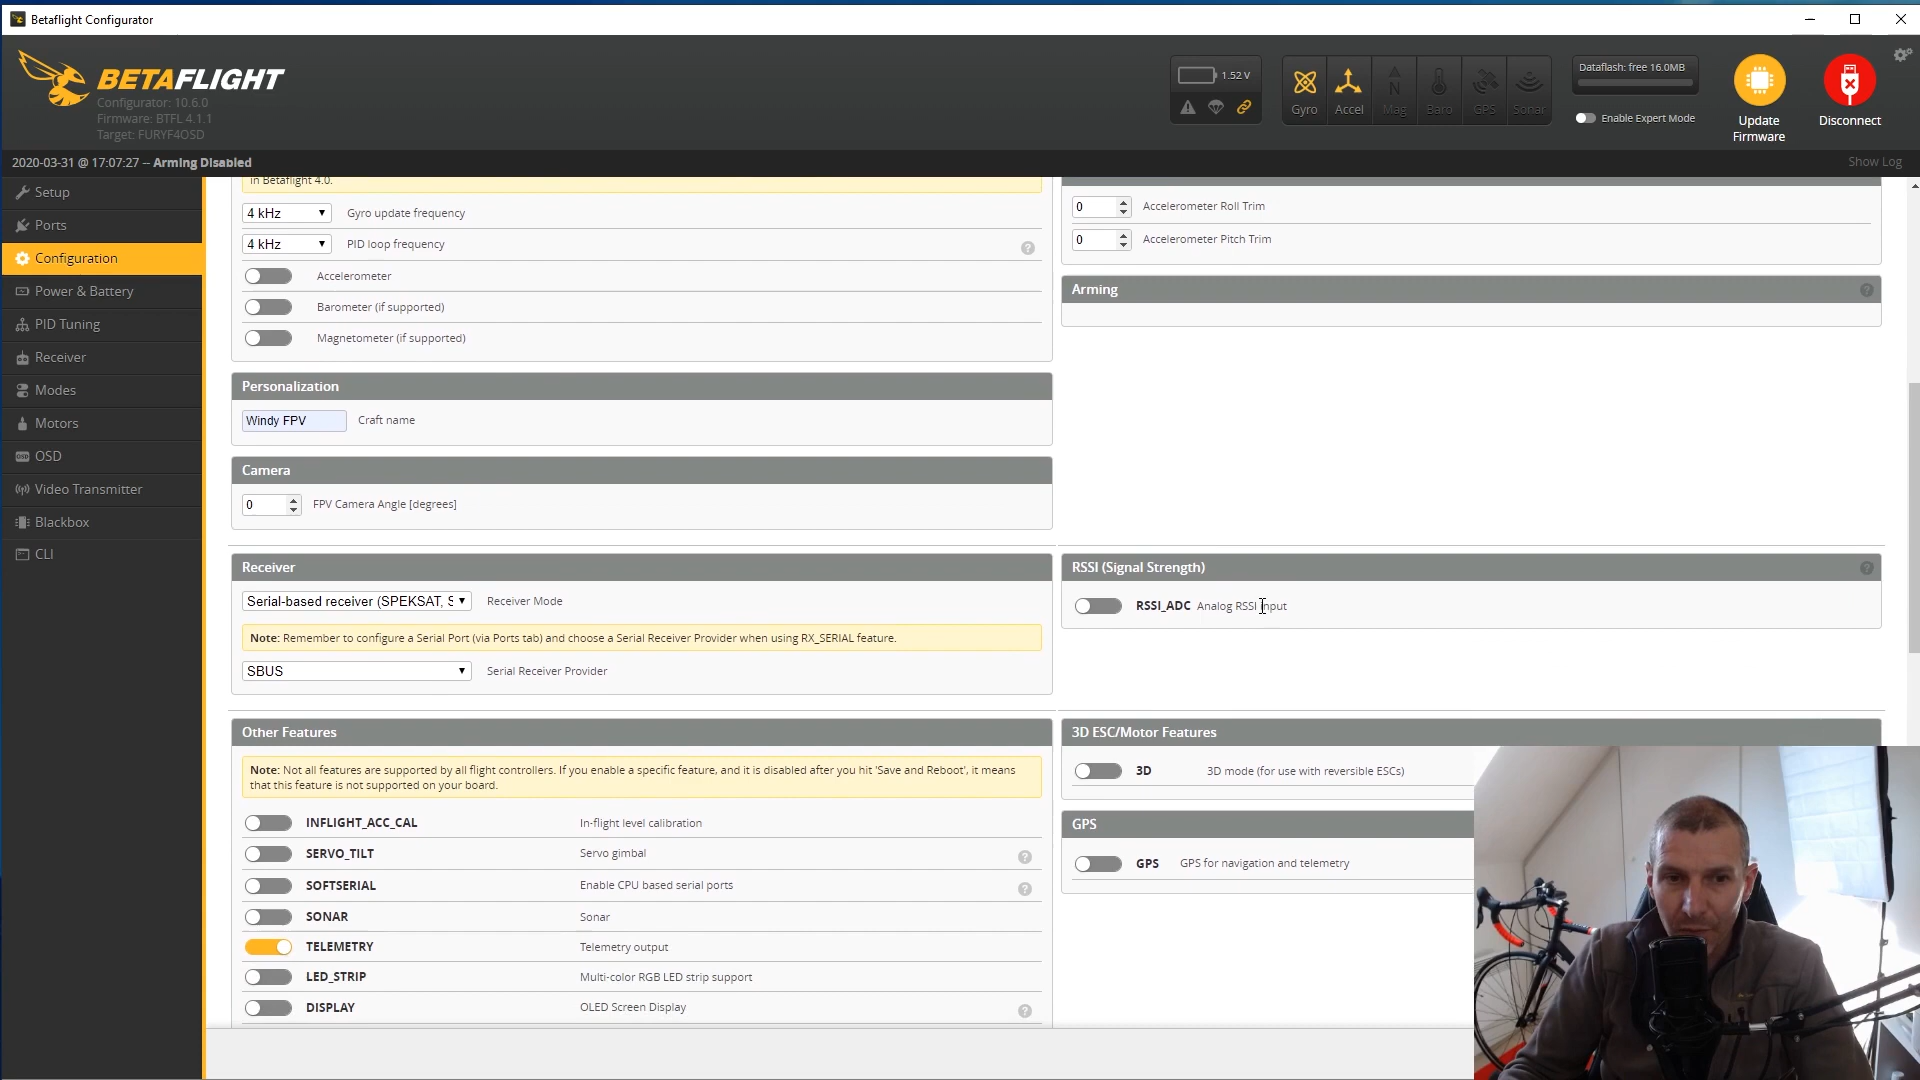 Betaflight Configurator
BETAFLIGHT
Configurator: 10.6.0
Firmware: BTFL 4.1.1
Target: FURYF4OSD
1.52 V
Gyro
Accel
Mag
Baro
GPS
Sonar
Dataflash: free 16.0MB
Enable Expert Mode
Update
Firmware
Disconnect
2020-03-31 @ 17:07:27 -- Arming Disabled
Show Log
Setup
Ports
Configuration
Power & Battery
PID Tuning
Receiver
Modes
Motors
OSD
Video Transmitter
Blackbox
CLI
in Betaflight 4.0.
4 kHz Gyro update frequency
4 kHz PID loop frequency
Accelerometer
Barometer (if supported)
Magnetometer (if supported)
0 Accelerometer Roll Trim
0 Accelerometer Pitch Trim
Arming
Personalization
Windy FPV Craft name
Camera
0 FPV Camera Angle [degrees]
Receiver
Serial-based receiver (SPEKSAT, S Receiver Mode
Note: Remember to configure a Serial Port (via Ports tab) and choose a Serial Receiver Provider when using RX_SERIAL feature.
SBUS Serial Receiver Provider
RSSI (Signal Strength)
RSSI_ADC Analog RSSI input
Other Features
Note: Not all features are supported by all flight controllers. If you enable a specific feature, and it is disabled after you hit 'Save and Reboot', it means
that this feature is not supported on your board.
INFLIGHT_ACC_CAL In-flight level calibration
SERVO_TILT Servo gimbal
SOFTSERIAL Enable CPU based serial ports
SONAR Sonar
TELEMETRY Telemetry output
LED_STRIP Multi-color RGB LED strip support
DISPLAY OLED Screen Display
3D ESC/Motor Features
3D 3D mode (for use with reversible ESCs)
GPS
GPS GPS for navigation and telemetry